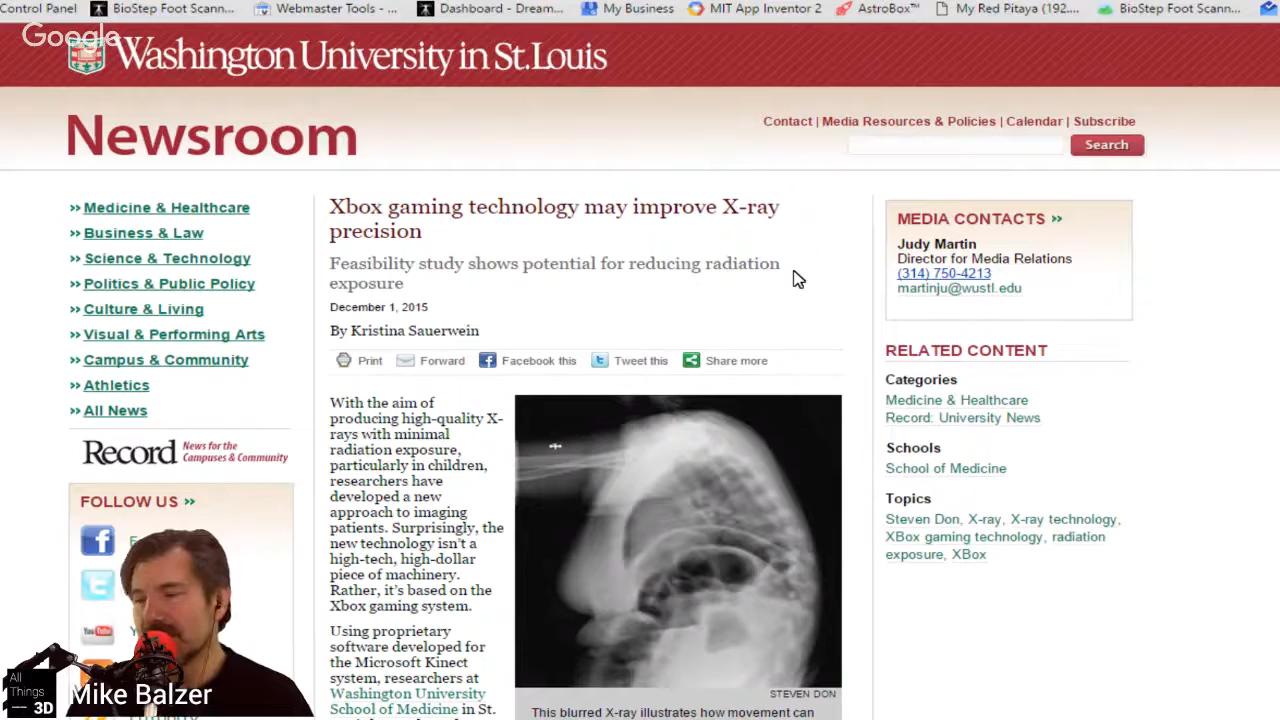 Control Panel
BioStep Foot Scann...
Webmaster Tools - ...
Dashboard - Dream...
My Business
MIT App Inventor 2
AstroBox™
My Red Pitaya (192....
BioStep Foot Scann...
Google
Washington University in St.Louis
Newsroom
Contact | Media Resources & Policies | Calendar | Subscribe
Search
›› Medicine & Healthcare
›› Business & Law
›› Science & Technology
›› Politics & Public Policy
›› Culture & Living
›› Visual & Performing Arts
›› Campus & Community
›› Athletics
›› All News
Record News for the
Campuses & Community
FOLLOW US ››
You Tube
Xbox gaming technology may improve X-ray
precision
Feasibility study shows potential for reducing radiation
exposure
December 1, 2015
By Kristina Sauerwein
Print
Forward
Facebook this
Tweet this
Share more
With the aim of
producing high-quality X-
rays with minimal
radiation exposure,
particularly in children,
researchers have
developed a new
approach to imaging
patients. Surprisingly, the
new technology isn't a
high-tech, high-dollar
piece of machinery.
Rather, it's based on the
Xbox gaming system.
Using proprietary
software developed for
the Microsoft Kinect
system, researchers at
Washington University
School of Medicine in St.
STEVEN DON
This blurred X-ray illustrates how movement can
MEDIA CONTACTS ››
Judy Martin
Director for Media Relations
(314) 750-4213
martinju@wustl.edu
RELATED CONTENT
Categories
Medicine & Healthcare
Record: University News
Schools
School of Medicine
Topics
Steven Don, X-ray, X-ray technology,
XBox gaming technology, radiation
exposure, XBox
All
Things
3D
Mike Balzer